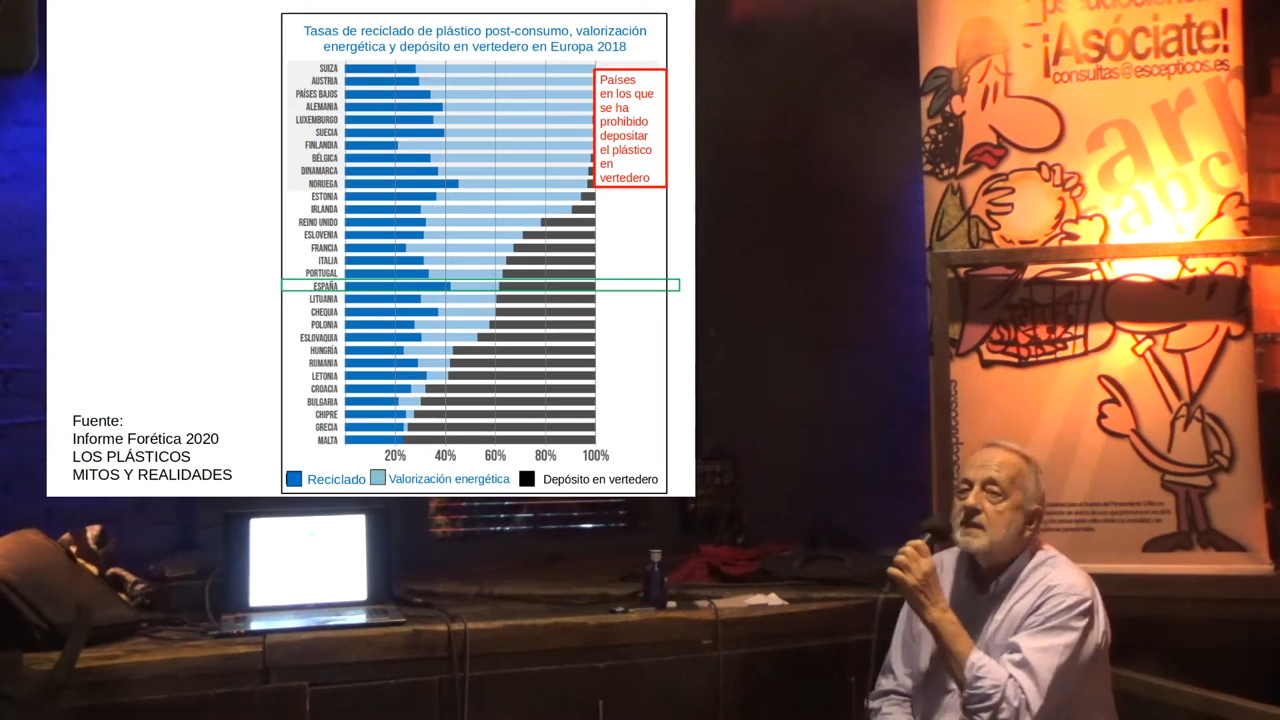 Tasas de reciclado de plástico post-consumo, valorización
energética y depósito en vertedero en Europa 2018
SUIZA
AUSTRIA
PAÍSES BAJOS
ALEMANIA
LUXEMBURGO
SUECIA
FINLANDIA
BÉLGICA
DINAMARCA
NORUEGA
ESTONIA
IRLANDA
REINO UNIDO
ESLOVENIA
FRANCIA
ITALIA
PORTUGAL
ESPAÑA
LITUANIA
CHEQUIA
POLONIA
ESLOVAQUIA
HUNGRÍA
RUMANIA
LETONIA
CROACIA
BULGARIA
CHIPRE
GRECIA
MALTA
20% 40% 60% 80% 100%
Reciclado Valorización energética Depósito en vertedero
Países
en los que
se ha
prohibido
depositar
el plástico
en
vertedero
Fuente:
Informe Forética 2020
LOS PLÁSTICOS
MITOS Y REALIDADES
¡Asóciate!
consultas@escepticos.es
arp